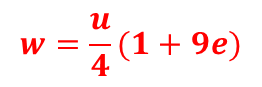 w = u/4 (1 + 9e)